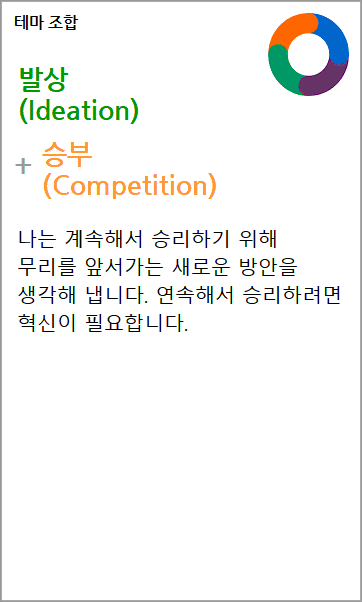 테마 조합
발상
(Ideation)
+ 승부
(Competition)
나는 계속해서 승리하기 위해
무리를 앞서가는 새로운 방안을
생각해 냅니다. 연속해서 승리하려면
혁신이 필요합니다.